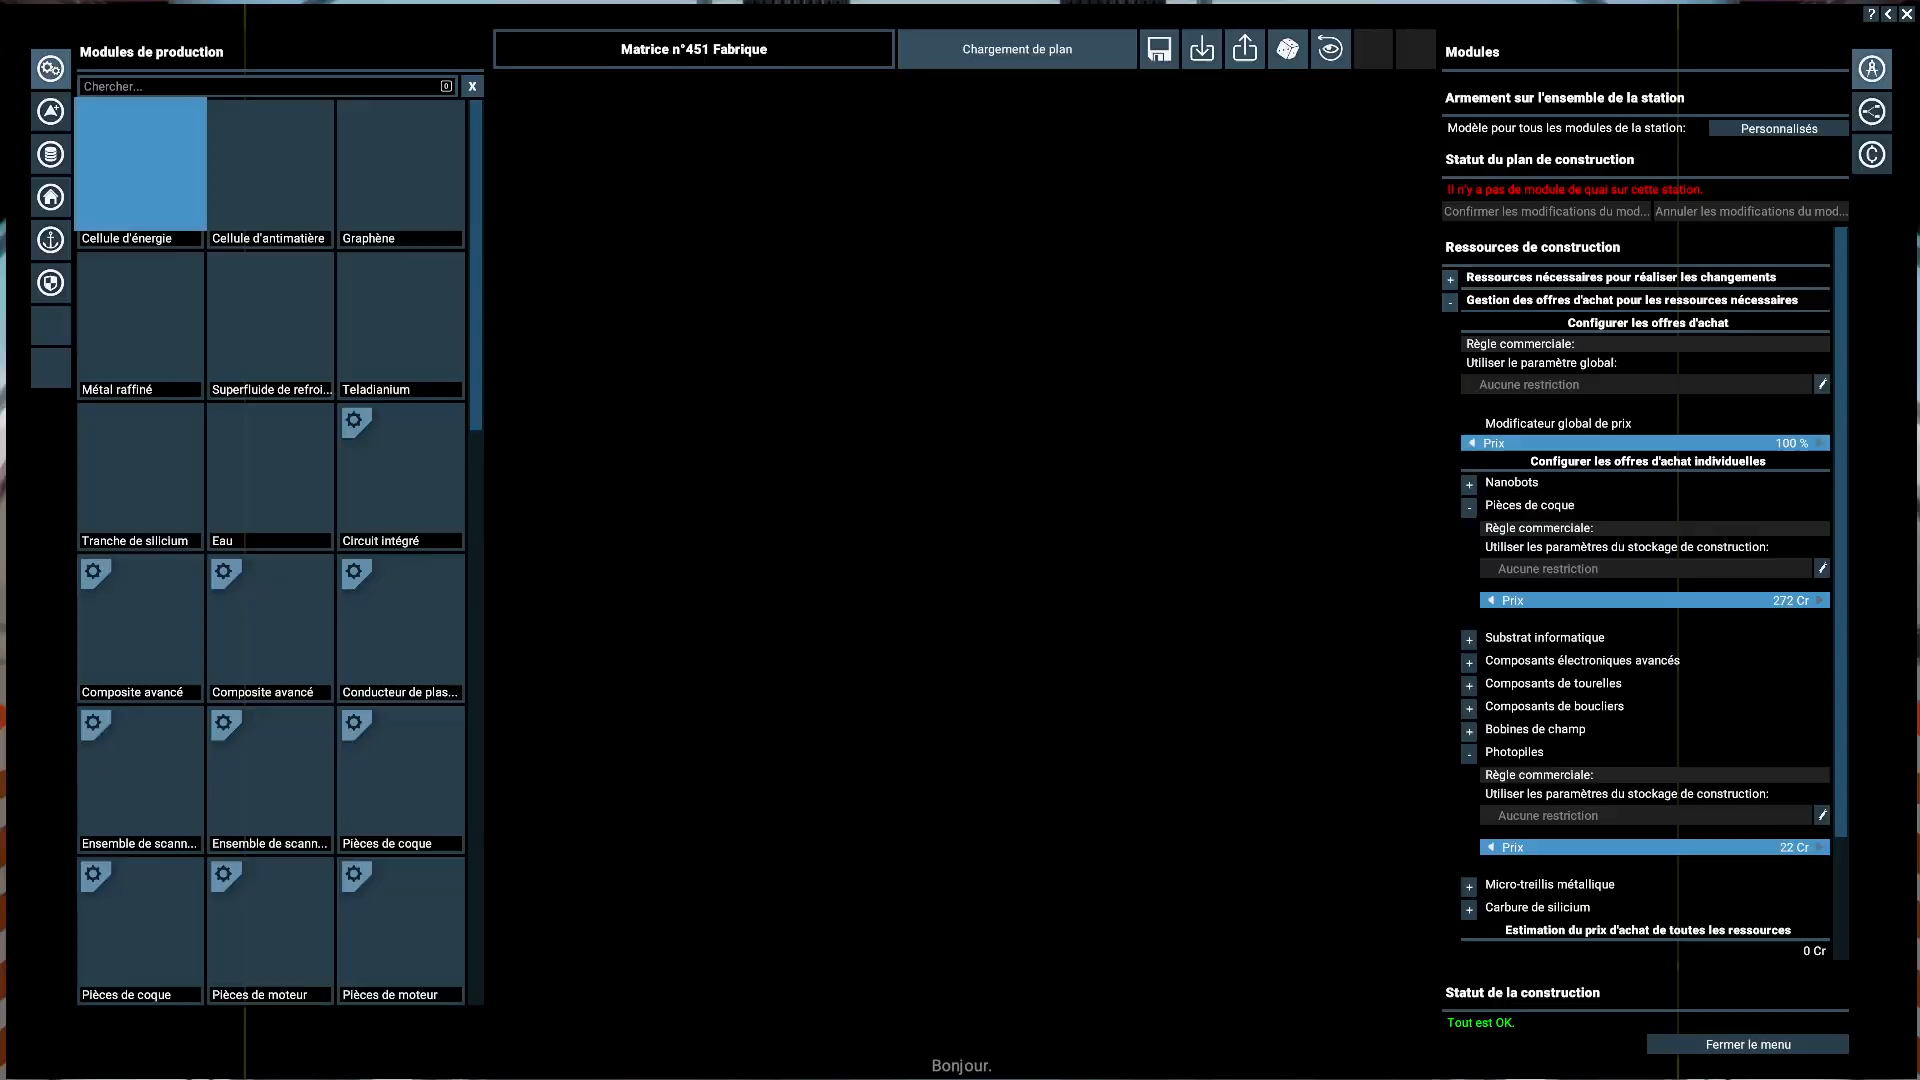 Modules de production
Chercher...
0
X
Cellule d'énergie
Cellule d'antimatière
Graphène
Métal raffiné
Superfluide de refroi...
Teladianium
Tranche de silicium
Eau
Circuit intégré
Composite avancé
Composite avancé
Conducteur de plas...
Ensemble de scann...
Ensemble de scann...
Pièces de coque
Pièces de coque
Pièces de moteur
Pièces de moteur
Matrice n°451 Fabrique
Chargement de plan
Bonjour.
Modules
Armement sur l'ensemble de la station
Modèle pour tous les modules de la station:
Personnalisés
Statut du plan de construction
Il n'y a pas de module de quai sur cette station.
Confirmer les modifications du mod...
Annuler les modifications du mod...
Ressources de construction
+ Ressources nécessaires pour réaliser les changements
- Gestion des offres d'achat pour les ressources nécessaires
Configurer les offres d'achat
Règle commerciale:
Utiliser le paramètre global:
Aucune restriction
Modificateur global de prix
Prix 100 %
Configurer les offres d'achat individuelles
+ Nanobots
- Pièces de coque
Règle commerciale:
Utiliser les paramètres du stockage de construction:
Aucune restriction
Prix 272 Cr
+ Substrat informatique
+ Composants électroniques avancés
+ Composants de tourelles
+ Composants de boucliers
+ Bobines de champ
- Photopiles
Règle commerciale:
Utiliser les paramètres du stockage de construction:
Aucune restriction
Prix 22 Cr
+ Micro-treillis métallique
+ Carbure de silicium
Estimation du prix d'achat de toutes les ressources
0 Cr
Statut de la construction
Tout est OK.
Fermer le menu
? < X